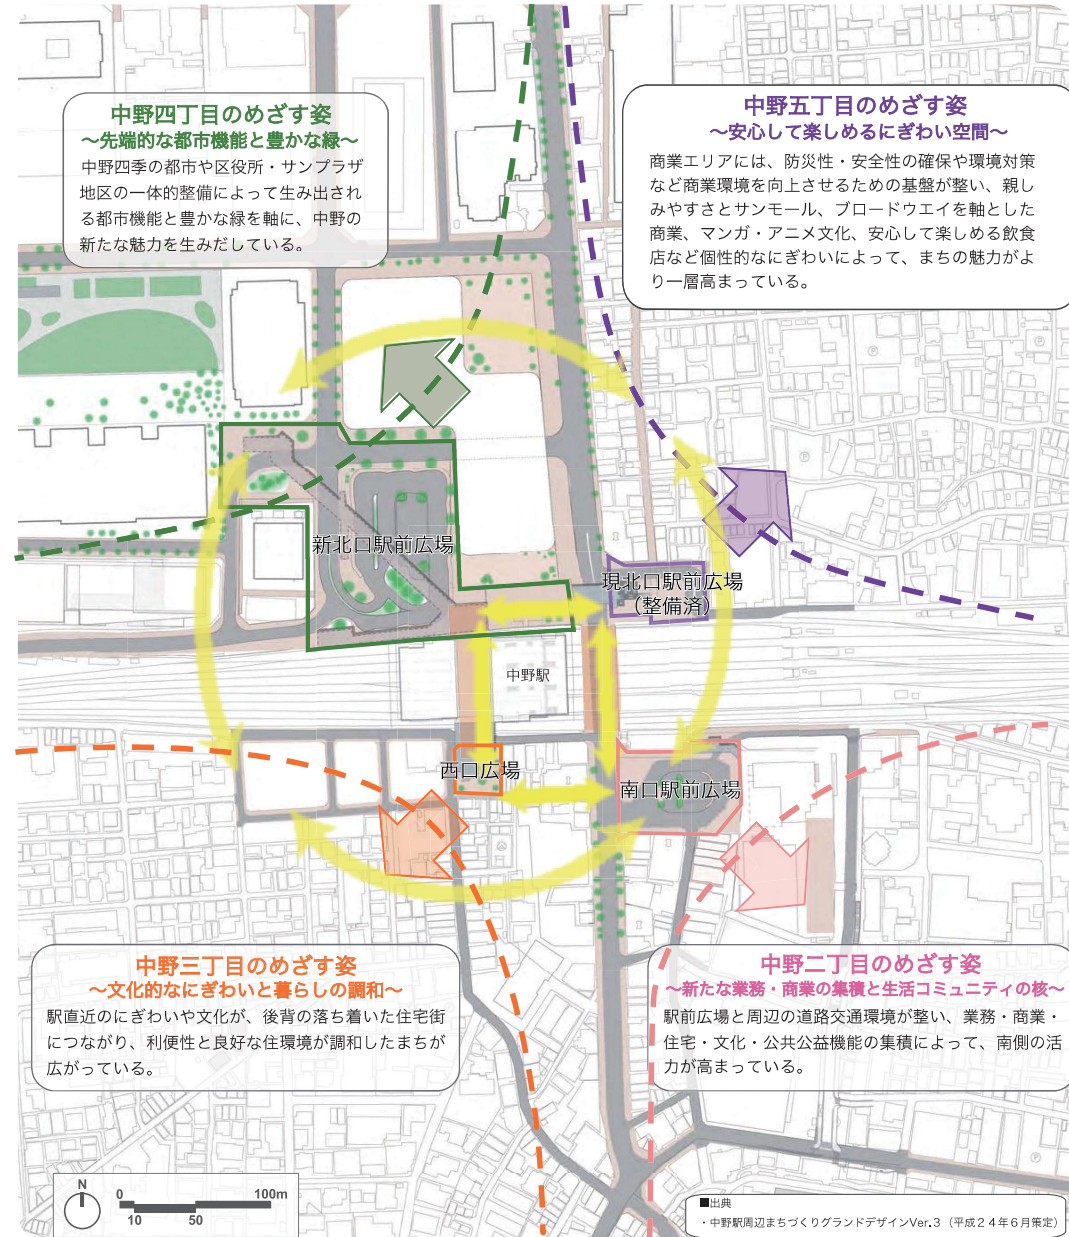 中野四丁目のめざす姿
～先端的な都市機能と豊かな緑～
中野四季の都市や区役所・サンプラザ
地区の一体的整備によって生み出され
る都市機能と豊かな緑を軸に、中野の
新たな魅力を生みだしている。
中野五丁目のめざす姿
～安心して楽しめるにぎわい空間～
商業エリアには、防災性・安全性の確保や環境対策
など商業環境を向上させるための基盤が整い、親し
みやすさとサンモール、ブロードウエイを軸とした
商業、マンガ・アニメ文化、安心して楽しめる飲食
店など個性的なにぎわいによって、まちの魅力がよ
り一層高まっている。
新北口駅前広場
現北口駅前広場
（整備済）
中野駅
西口広場
南口駅前広場
中野三丁目のめざす姿
～文化的なにぎわいと暮らしの調和～
駅直近のにぎわいや文化が、後背の落ち着いた住宅街
につながり、利便性と良好な住環境が調和したまちが
広がっている。
中野二丁目のめざす姿
～新たな業務・商業の集積と生活コミュニティの核～
駅前広場と周辺の道路交通環境が整い、業務・商業・
住宅・文化・公共公益機能の集積によって、南側の活
力が高まっている。
N
0 100m
10 50
■出典
・中野駅周辺まちづくりグランドデザインVer.3（平成24年6月策定）